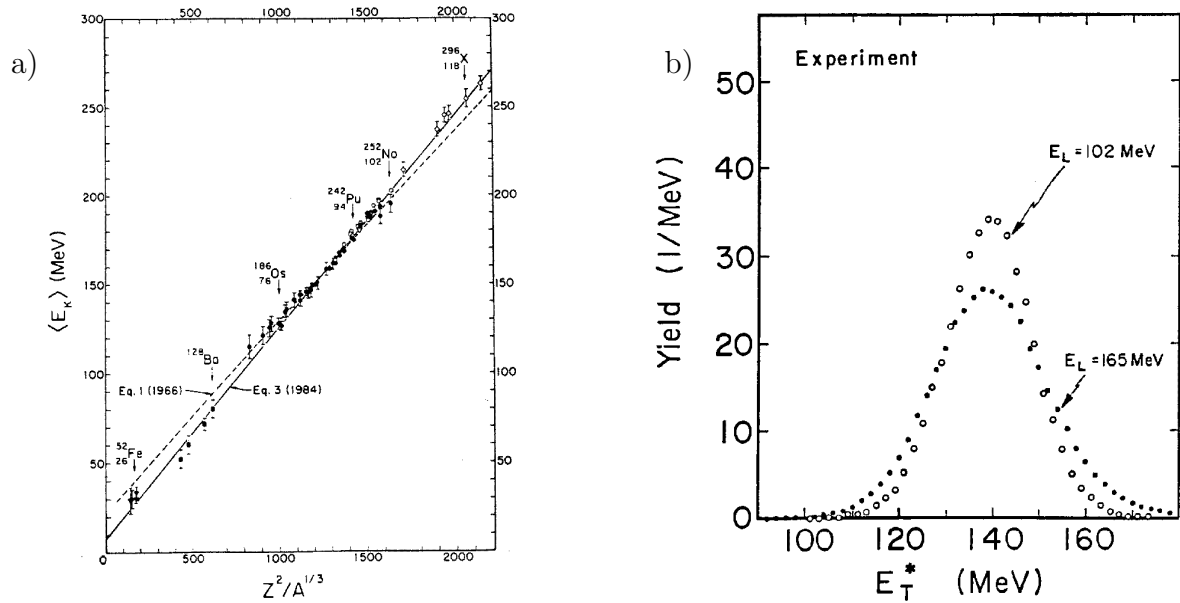 a)
0 500 1000 1500 2000
300
250
200
150
100
50
0
300
250
200
150
100
50
⟨E_K⟩ (MeV)
^{296}_{118}X
^{252}_{102}No
^{242}_{94}Pu
^{186}_{76}Os
^{128}Ba
Eq. 1 (1966)
Eq. 3 (1984)
^{52}_{26}Fe
0 500 1000 1500 2000
Z^2/A^{1/3}
b)
Experiment
50
40
30
20
10
0
Yield (1/MeV)
E_L = 102 MeV
E_L = 165 MeV
100 120 140 160
E_T^* (MeV)